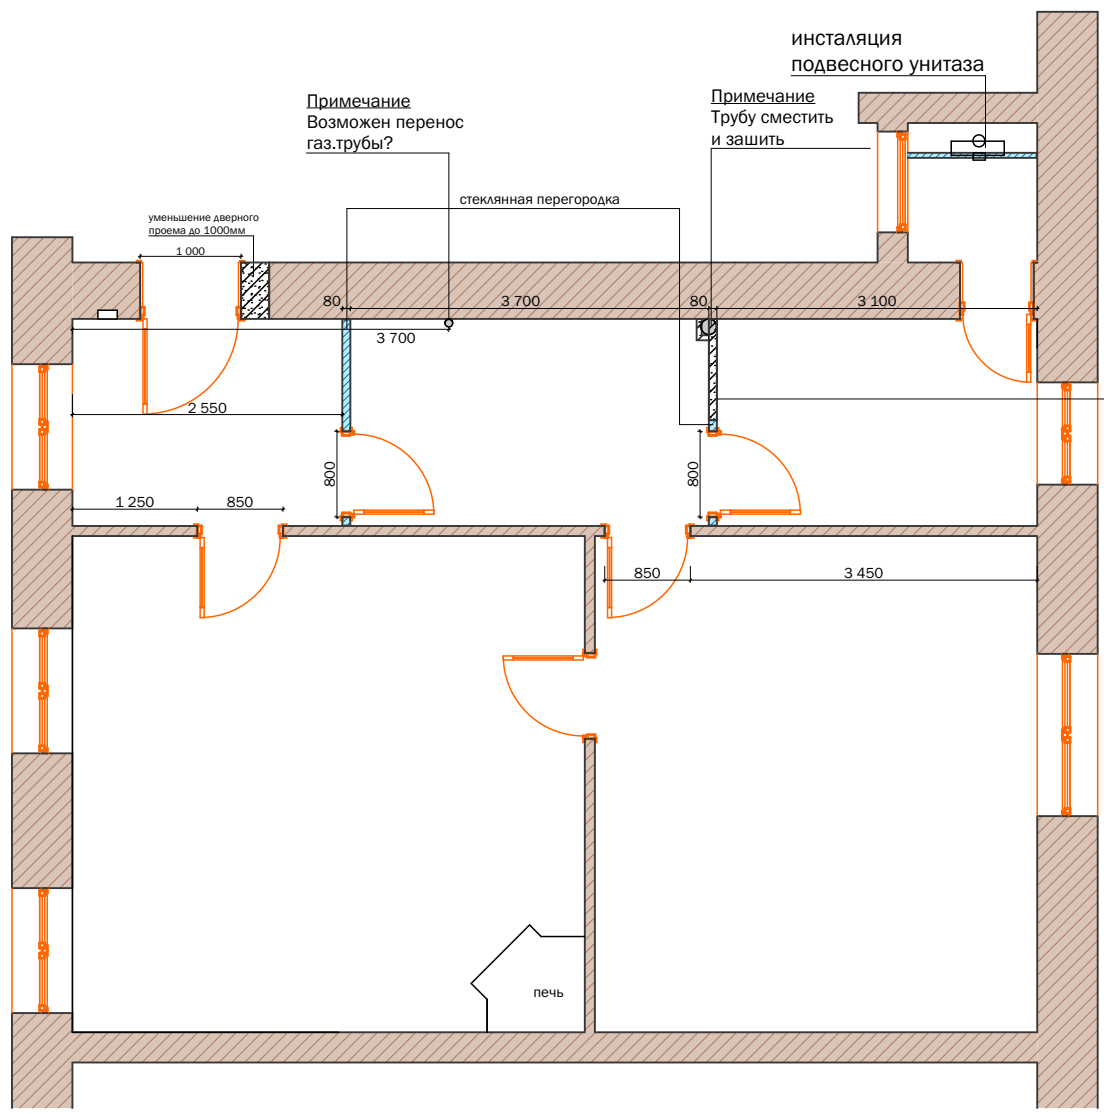 инсталяция
подвесного унитаза
Примечание
Возможен перенос
газ.трубы?
Примечание
Трубу сместить
и зашить
стеклянная перегородка
уменьшение дверного
проема до 1000мм
1 000
80
3 700
80
3 100
3 700
2 550
800
800
1 250
850
850
3 450
печь